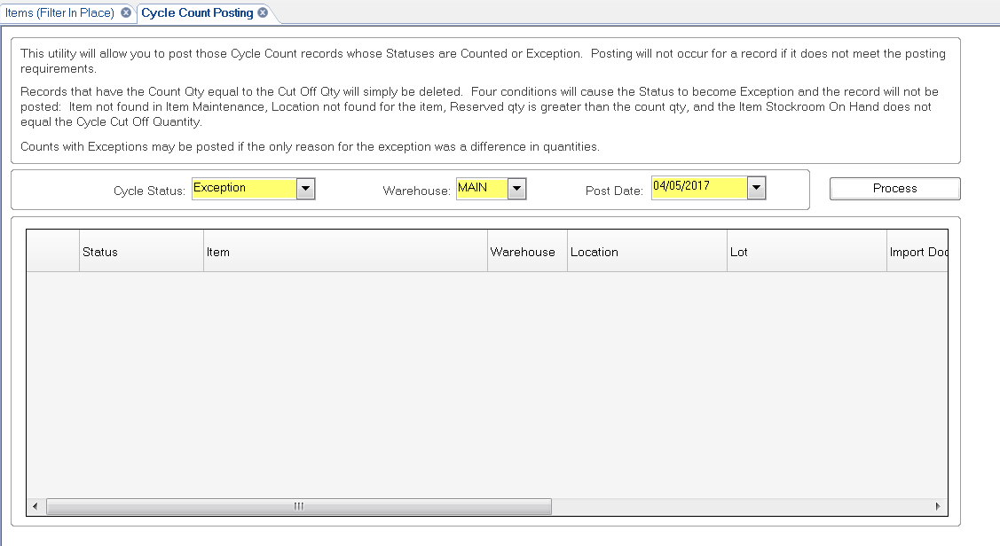 Items (Filter In Place) Cycle Count Posting
This utility will allow you to post those Cycle Count records whose Statuses are Counted or Exception.  Posting will not occur for a record if it does not meet the posting
requirements.
Records that have the Count Qty equal to the Cut Off Qty will simply be deleted.  Four conditions will cause the Status to become Exception and the record will not be
posted:  Item not found in Item Maintenance, Location not found for the item, Reserved qty is greater than the count qty, and the Item Stockroom On Hand does not
equal the Cycle Cut Off Quantity.
Counts with Exceptions may be posted if the only reason for the exception was a difference in quantities.
Cycle Status: Exception Warehouse: MAIN Post Date: 04/05/2017 Process
Status Item Warehouse Location Lot Import Doc